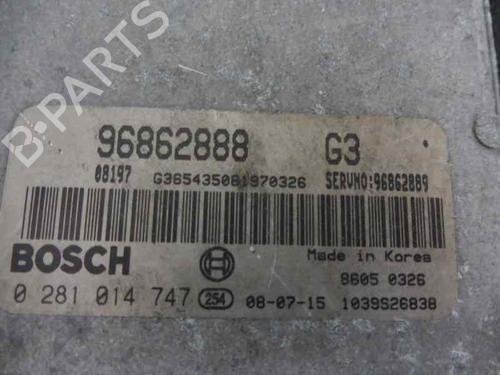 96862888 G3
08197 G365435081970326 SERVNO:96862889
BOSCH
Made in Korea
8605 0326
0 281 014 747 254 08-07-15 1039S26838
B-PARTS